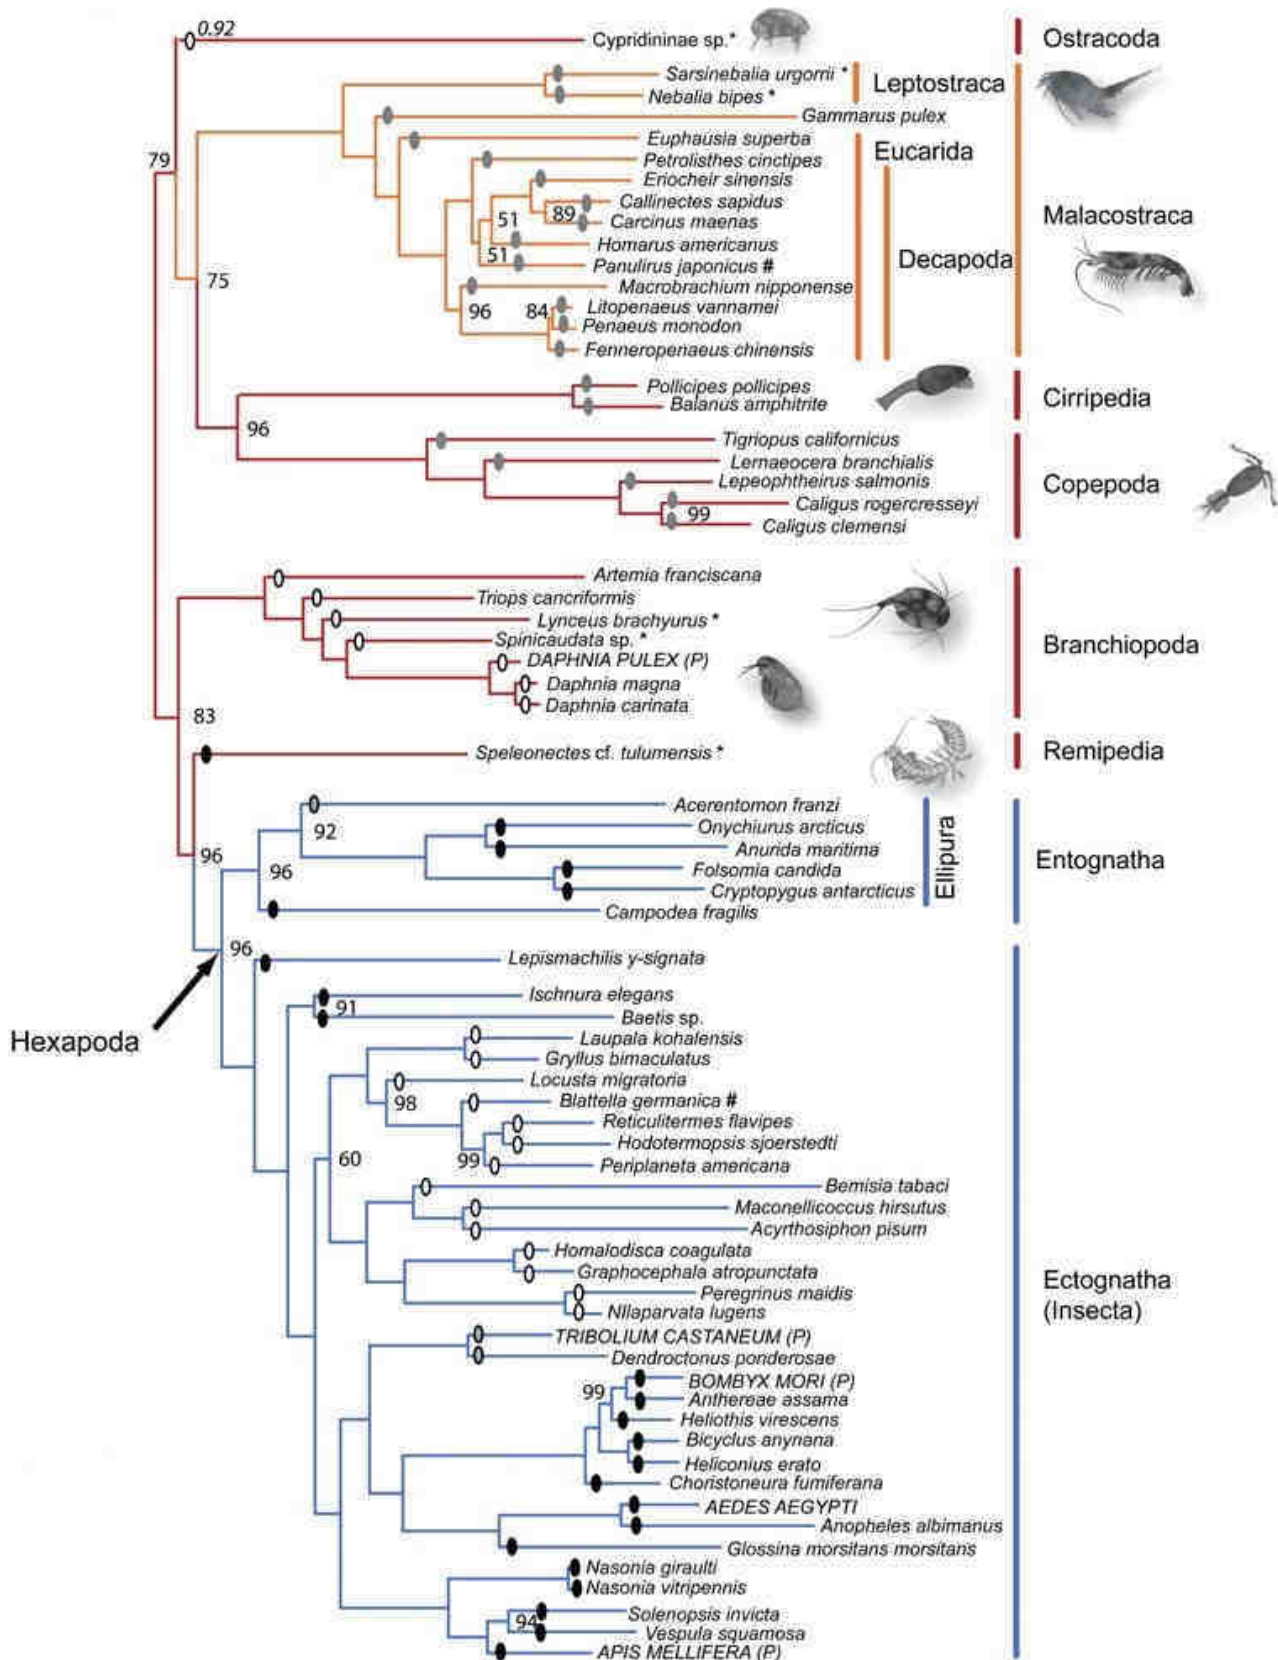 0.92
Cypridininae sp.*
Ostracoda
Sarsinebalia urgorrii *
Nebalia bipes *
Leptostraca
Gammarus pulex
Euphausia superba
Eucarida
Petrolisthes cinctipes
79
Eriocheir sinensis
Callinectes sapidus
89
51
Carcinus maenas
Malacostraca
Homarus americanus
51
Decapoda
Panulirus japonicus #
75
Macrobrachium nipponense
96
84
Litopenaeus vannamei
Penaeus monodon
Fenneropenaeus chinensis
Pollicipes pollicipes
Balanus amphitrite
Cirripedia
96
Tigriopus californicus
Lernaeocera branchialis
Lepeophtheirus salmonis
Copepoda
Caligus rogercresseyi
99
Caligus clemensi
Artemia franciscana
Triops cancriformis
Lynceus brachyurus *
Spinicaudata sp. *
Branchiopoda
DAPHNIA PULEX (P)
Daphnia magna
Daphnia carinata
83
Speleonectes cf. tulumensis *
Remipedia
Acerentomon franzi
92
Onychiurus arcticus
Anurida maritima
96
96
Folsomia candida
Cryptopygus antarcticus
Ellipura
Entognatha
Campodea fragilis
96
Lepismachilis y-signata
Hexapoda
Ischnura elegans
91
Baetis sp.
Laupala kohalensis
Gryllus bimaculatus
Locusta migratoria
98
Blattella germanica #
Reticulitermes flavipes
Hodotermopsis sjoerstedti
60
99
Periplaneta americana
Bemisia tabaci
Maconellicoccus hirsutus
Acyrthosiphon pisum
Homalodisca coagulata
Graphocephala atropunctata
Peregrinus maidis
NIlaparvata lugens
Ectognatha
(Insecta)
TRIBOLIUM CASTANEUM (P)
Dendroctonus ponderosae
99
BOMBYX MORI (P)
Anthereae assama
Heliothis virescens
Bicyclus anynana
Heliconius erato
Choristoneura fumiferana
AEDES AEGYPTI
Anopheles albimanus
Glossina morsitans morsitans
Nasonia giraulti
Nasonia vitripennis
Solenopsis invicta
94
Vespula squamosa
APIS MELLIFERA (P)